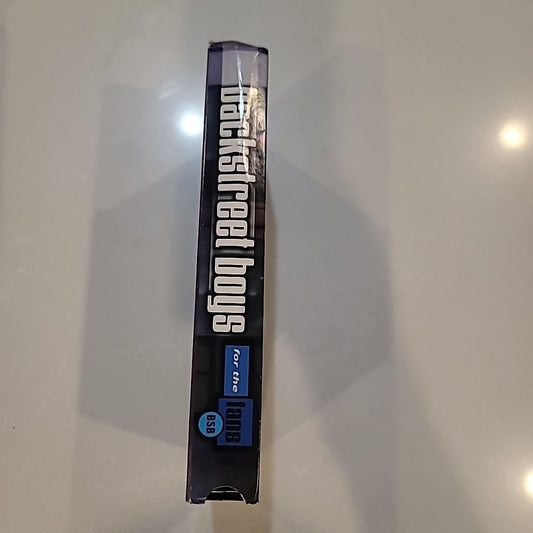 backstreet boys
for the
fans
BSB